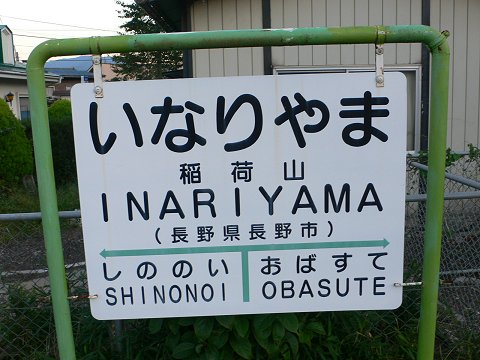 いなりやま
稲荷山
INARIYAMA
(長野県長野市)
しののい おばすて
SHINONOI OBASUTE